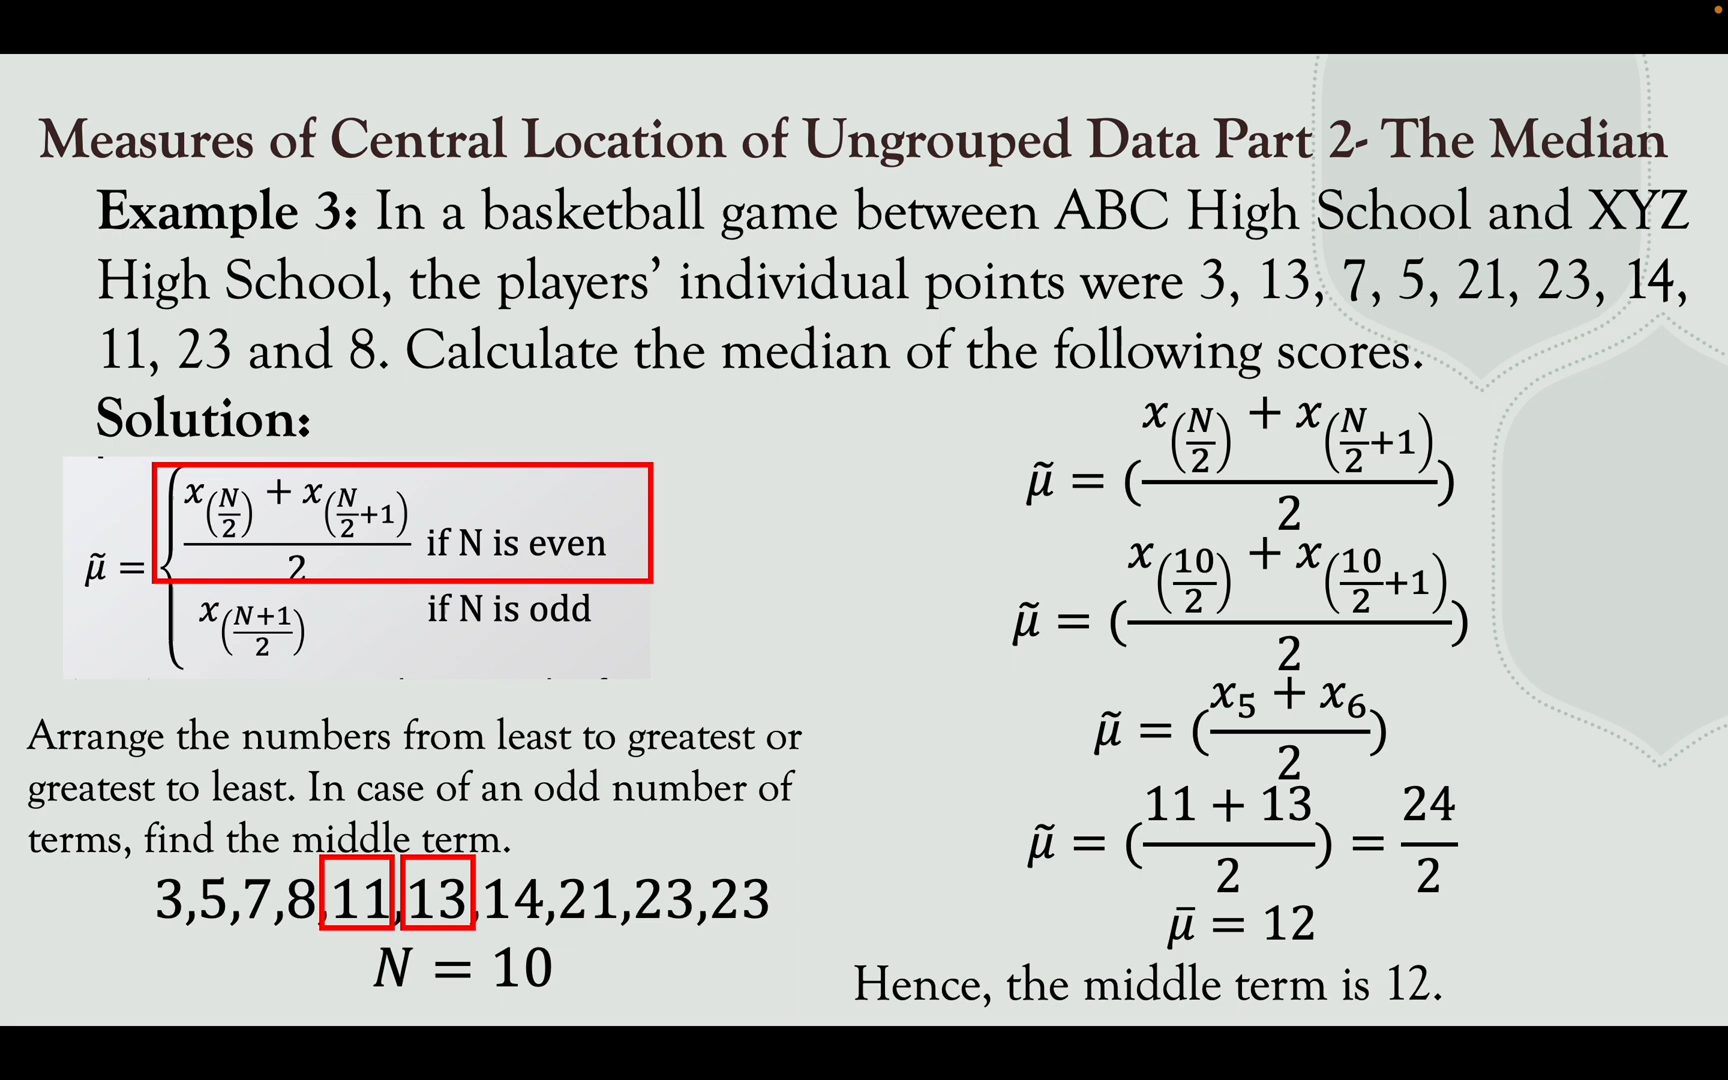 Measures of Central Location of Ungrouped Data Part 2- The Median
Example 3: In a basketball game between ABC High School and XYZ
High School, the players’ individual points were 3, 13, 7, 5, 21, 23, 14,
11, 23 and 8. Calculate the median of the following scores.
Solution:
μ̃ = { (x_(N/2) + x_(N/2+1))/2 if N is even
x_((N+1)/2) if N is odd
Arrange the numbers from least to greatest or
greatest to least. In case of an odd number of
terms, find the middle term.
3,5,7,8,11,13,14,21,23,23
N = 10
μ̃ = ((x_(N/2) + x_(N/2+1))/2)
μ̃ = ((x_(10/2) + x_(10/2+1))/2)
μ̃ = ((x₅ + x₆)/2)
μ̃ = ((11 + 13)/2) = 24/2
μ̄ = 12
Hence, the middle term is 12.